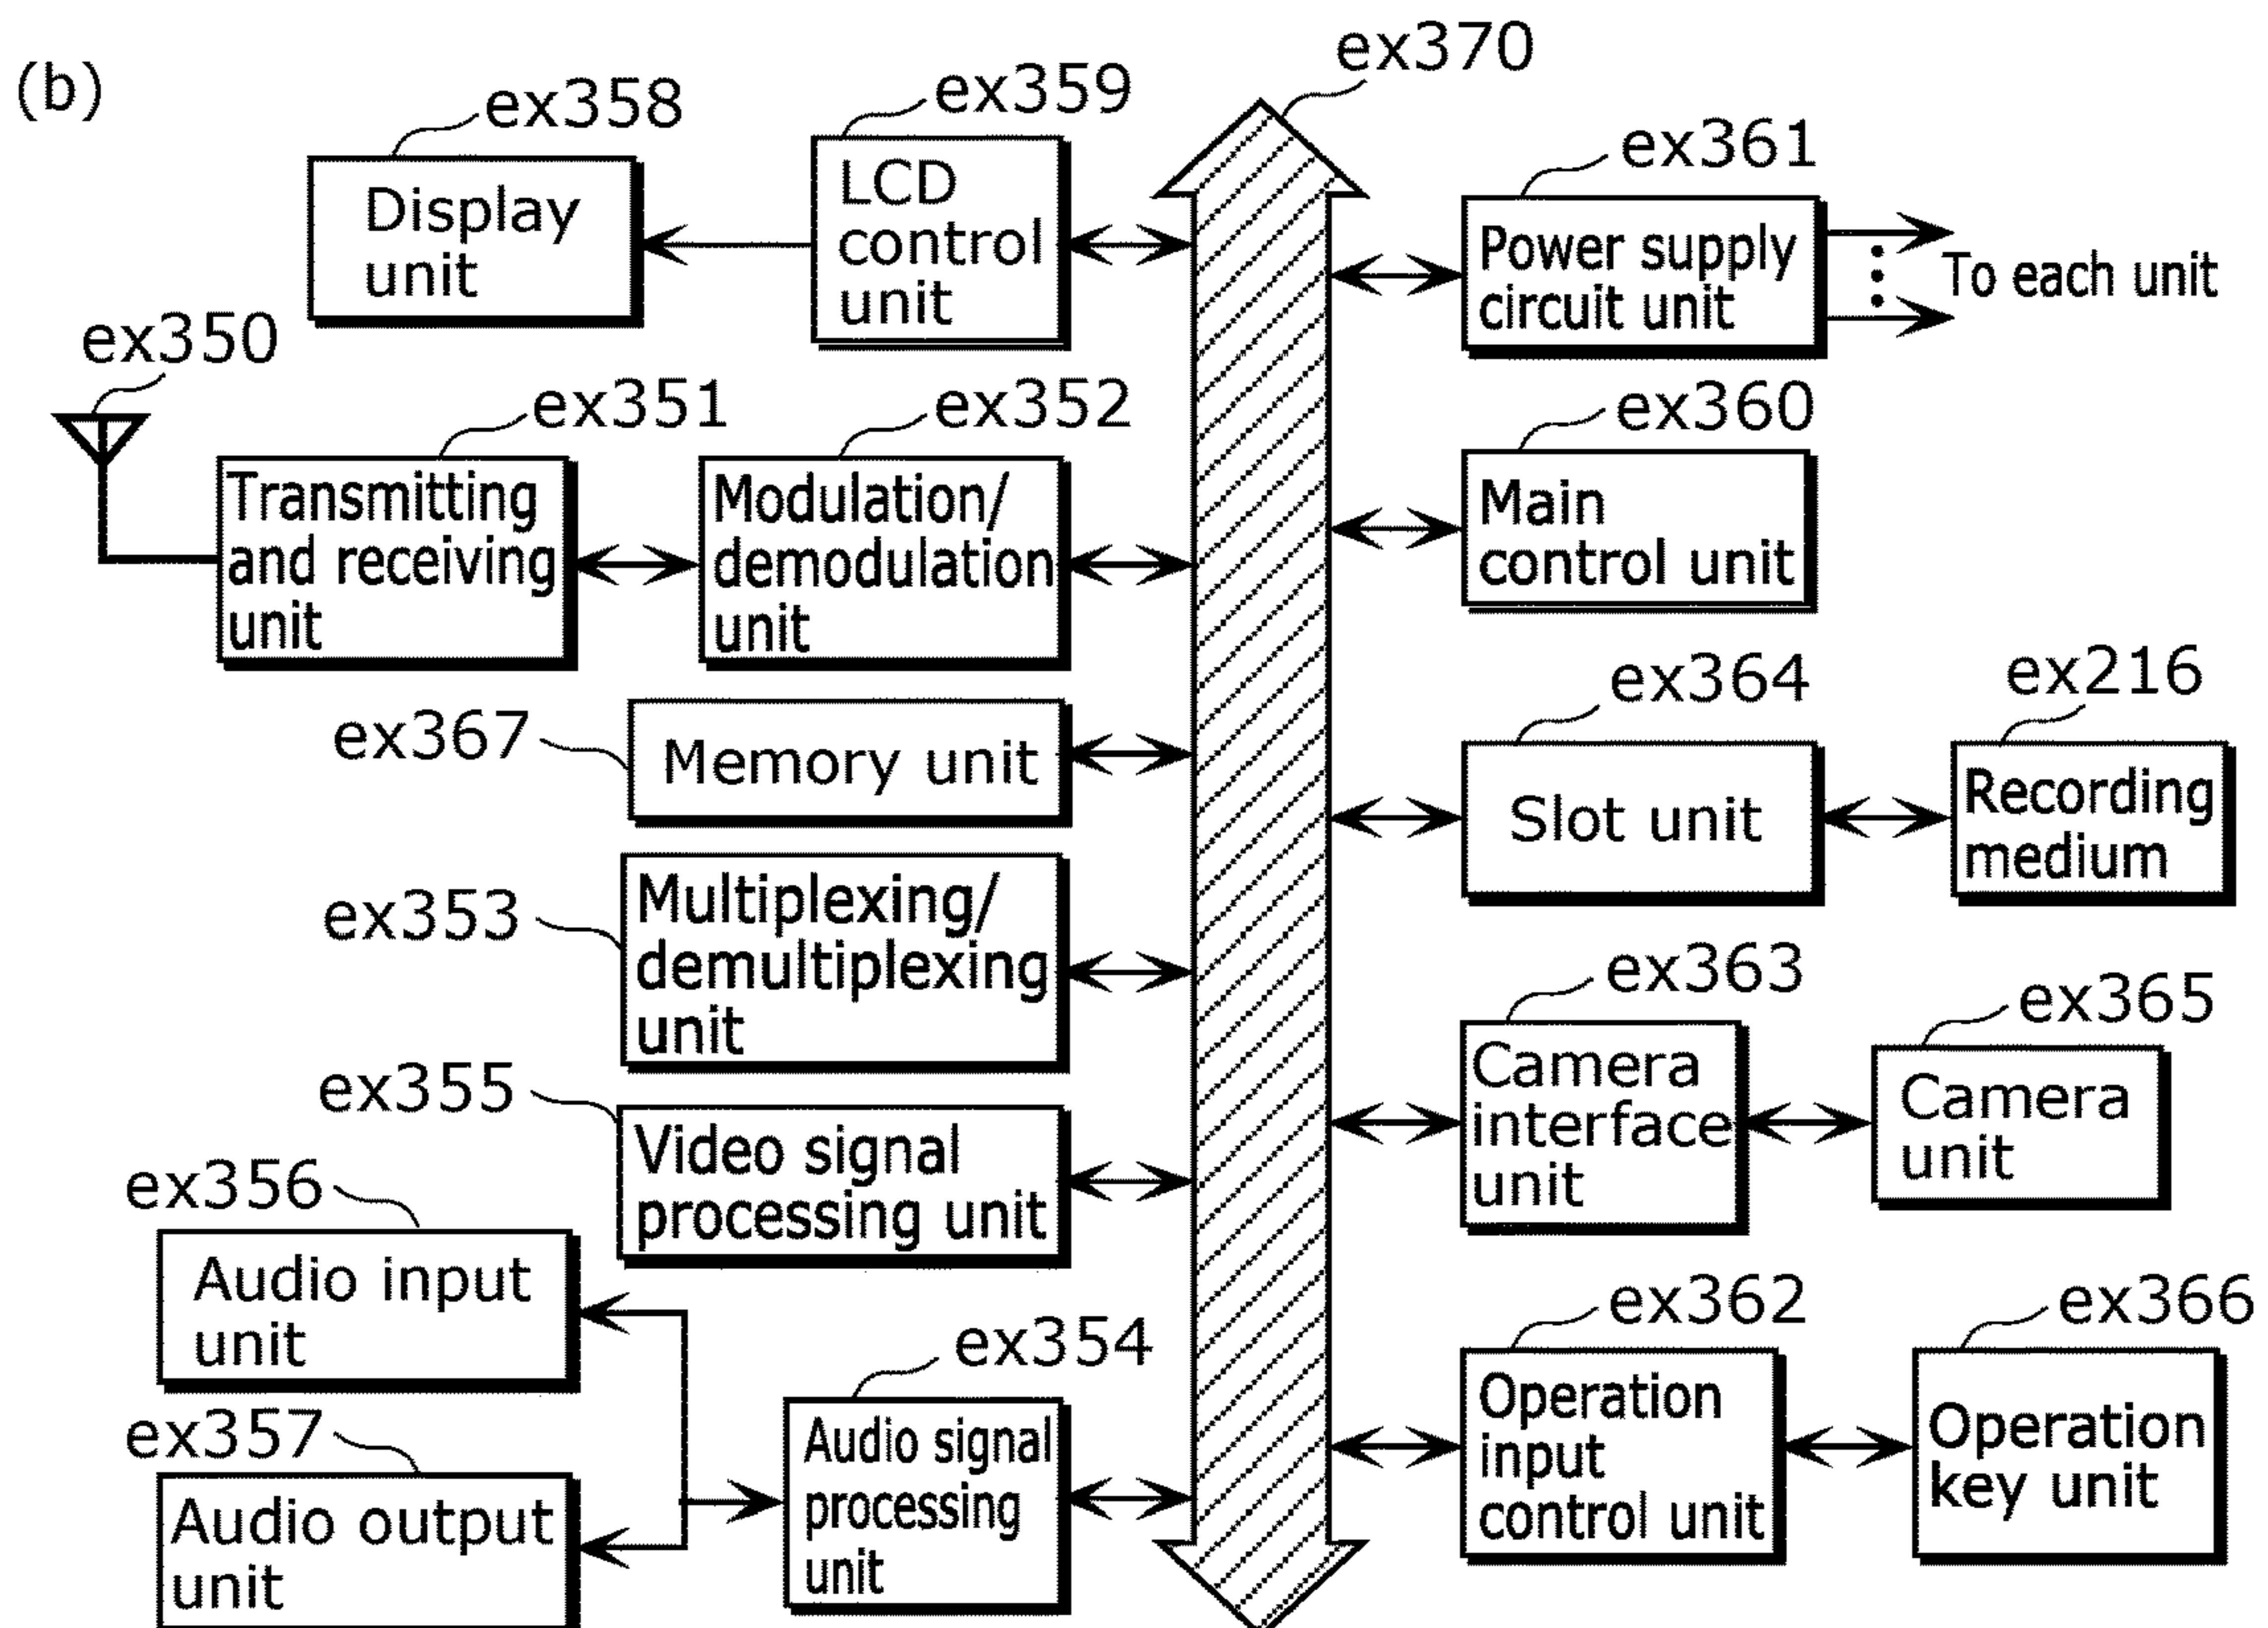 (b)
ex370
ex358
ex359
ex361
Display
unit
LCD
control
unit
Power supply
circuit unit
To each unit
ex350
ex351
ex352
ex360
Transmitting
and receiving
unit
Modulation/
demodulation
unit
Main
control unit
ex367
Memory unit
ex364
ex216
Slot unit
Recording
medium
ex353
Multiplexing/
demultiplexing
unit
ex363
ex365
Camera
interface
unit
Camera
unit
ex355
Video signal
processing unit
ex356
Audio input
unit
ex357
Audio output
unit
ex354
Audio signal
processing
unit
ex362
ex366
Operation
input
control unit
Operation
key unit